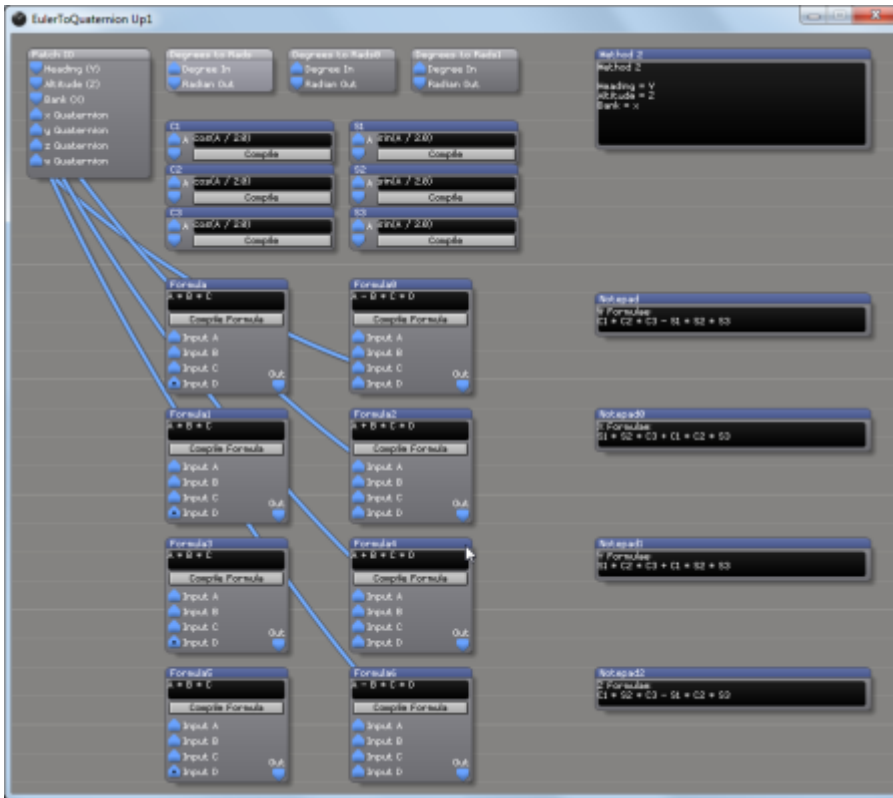 EulerToQuaternion Up1
Patch IO
Heading (Y)
Altitude (Z)
Bank (X)
x Quaternion
y Quaternion
z Quaternion
w Quaternion
Degrees to Rads
Degree In
Radian Out
Degrees to Rads0
Degree In
Radian Out
Degrees to Rads1
Degree In
Radian Out
Method 2
Method 2
Heading = Y
Altitude = Z
Bank = x
C1
A cos(A / 2.0)
Compile
S1
A sin(A / 2.0)
Compile
C2
A cos(A / 2.0)
Compile
S2
A sin(A / 2.0)
Compile
C3
A cos(A / 2.0)
Compile
S3
A sin(A / 2.0)
Compile
Formula
A * B * C
Compile Formula
Input A
Input B
Input C
Input D
Out
Formula0
A - B * C * D
Compile Formula
Input A
Input B
Input C
Input D
Out
Notepad
W Formulae:
C1 * C2 * C3 - S1 * S2 * S3
Formula1
A * B * C
Compile Formula
Input A
Input B
Input C
Input D
Out
Formula2
A + B * C * D
Compile Formula
Input A
Input B
Input C
Input D
Out
Notepad0
X Formulae:
S1 * S2 * C3 + C1 * C2 * S3
Formula3
A * B * C
Compile Formula
Input A
Input B
Input C
Input D
Out
Formula4
A + B * C * D
Compile Formula
Input A
Input B
Input C
Input D
Out
Notepad1
Y Formulae:
S1 * C2 * C3 + C1 * S2 * S3
Formula5
A * B * C
Compile Formula
Input A
Input B
Input C
Input D
Out
Formula6
A - B * C * D
Compile Formula
Input A
Input B
Input C
Input D
Out
Notepad2
Z Formulae:
C1 * S2 * C3 - S1 * C2 * S3